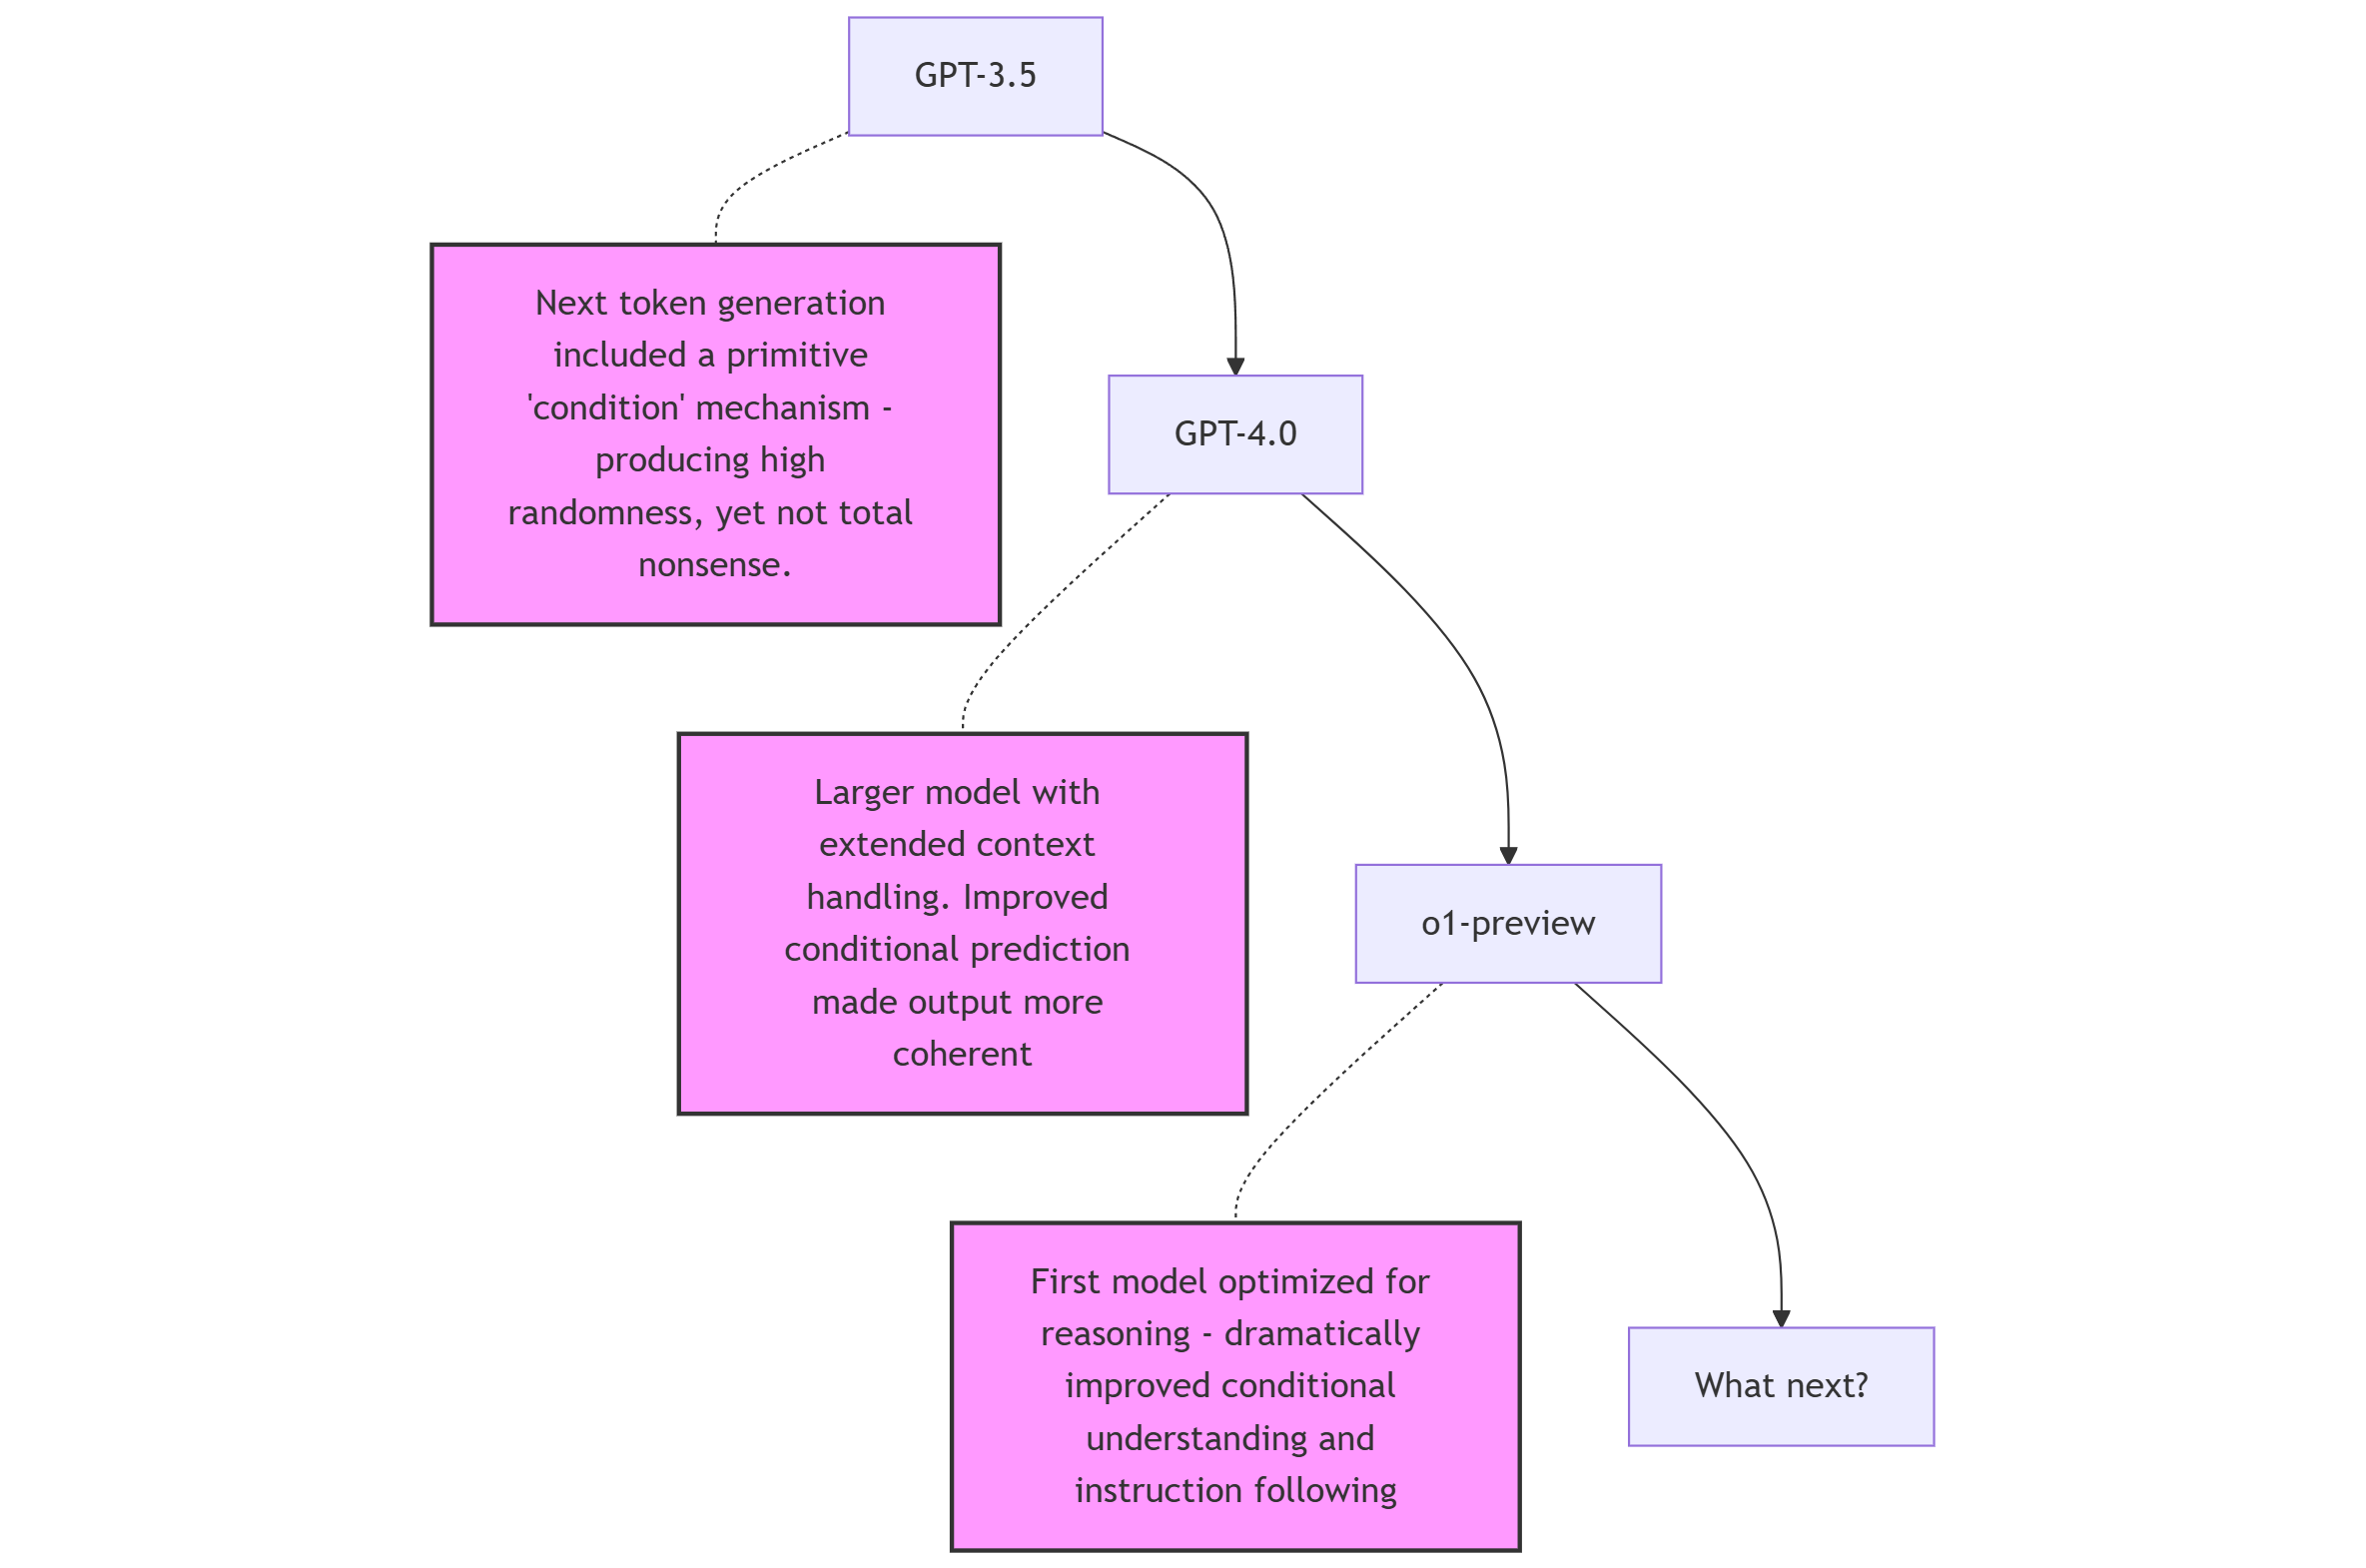 GPT-3.5
Next token generation
included a primitive
'condition' mechanism -
producing high
randomness, yet not total
nonsense.
GPT-4.0
Larger model with
extended context
handling. Improved
conditional prediction
made output more
coherent
o1-preview
First model optimized for
reasoning - dramatically
improved conditional
understanding and
instruction following
What next?